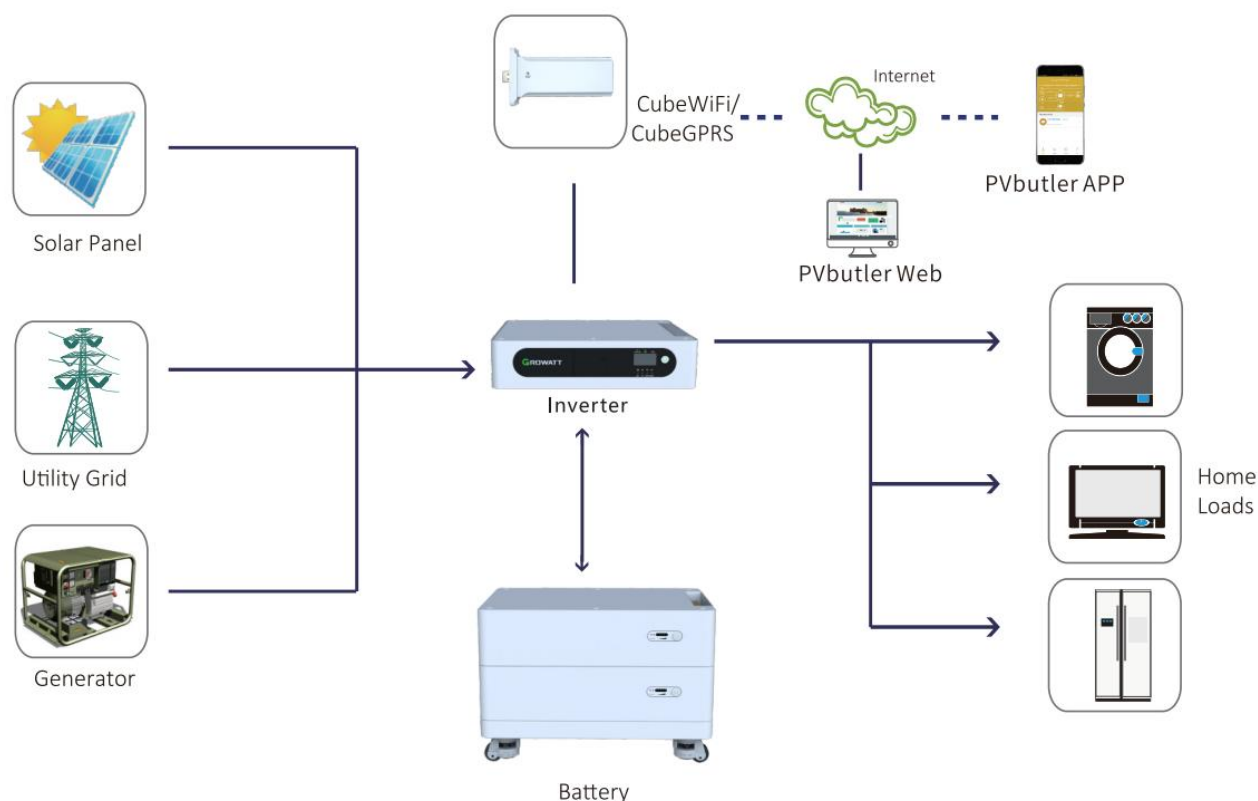 Internet
CubeWiFi/
CubeGPRS
PVbutler APP
Solar Panel
PVbutler Web
GROWATT
Inverter
Utility Grid
Home
Loads
Generator
Battery